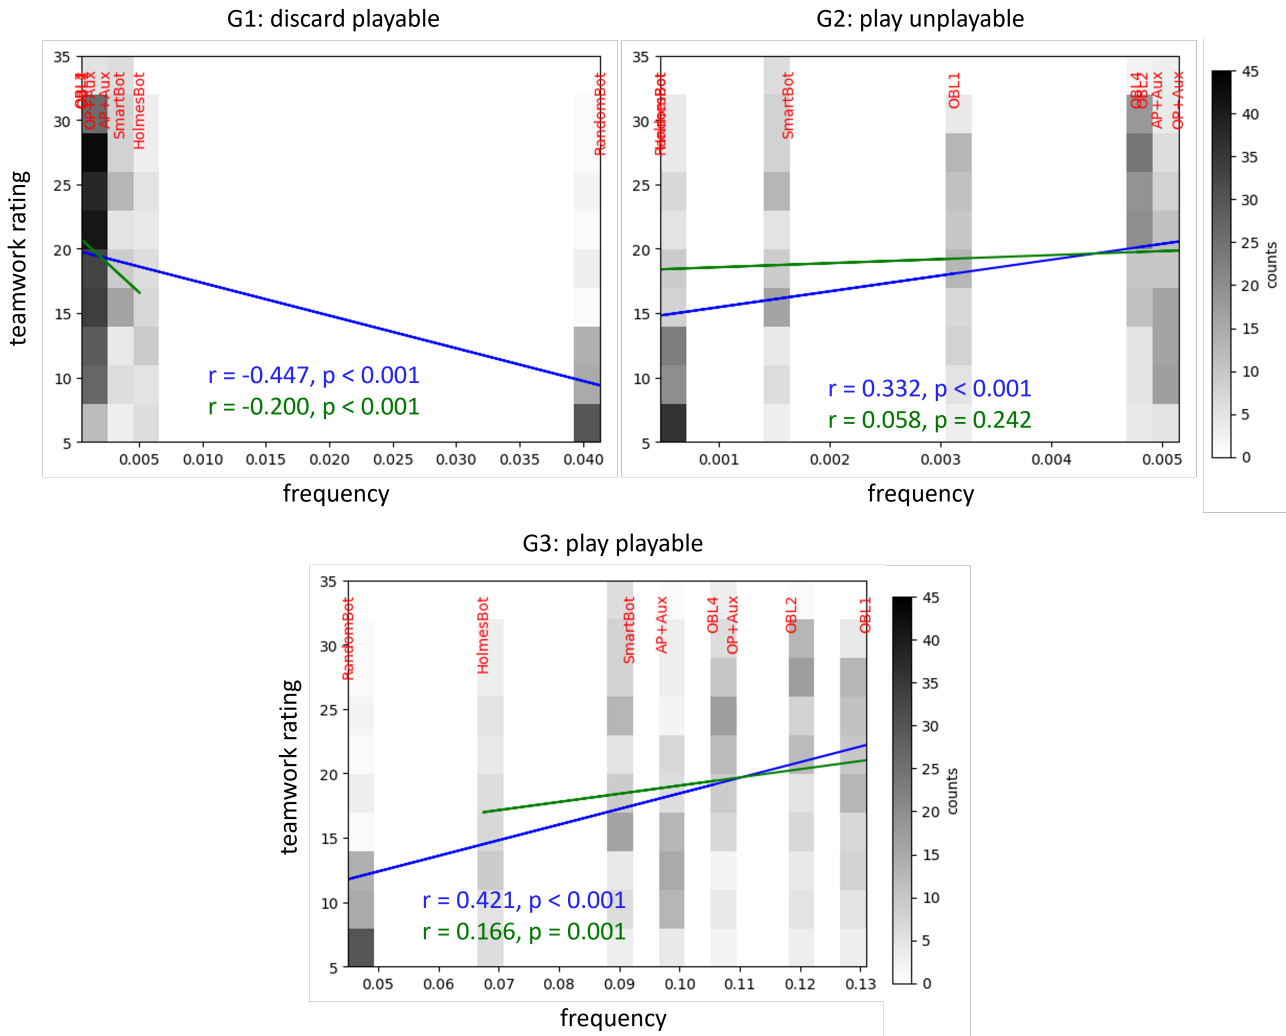 G1: discard playable
G2: play unplayable
35
30
25
20
15
10
5
teamwork rating
OP+Aux
AP+Aux
SmartBot
HolmesBot
RandomBot
r = -0.447, p < 0.001
r = -0.200, p < 0.001
0.005
0.010
0.015
0.020
0.025
0.030
0.035
0.040
frequency
35
30
25
20
15
10
5
HolmesBot
SmartBot
OBL1
OBL4
OBL2
AP+Aux
OP+Aux
r = 0.332, p < 0.001
r = 0.058, p = 0.242
0.001
0.002
0.003
0.004
0.005
frequency
45
40
35
30
25
20
15
10
5
0
counts
G3: play playable
35
30
25
20
15
10
5
teamwork rating
RandomBot
HolmesBot
SmartBot
AP+Aux
OBL4
OP+Aux
OBL2
OBL1
r = 0.421, p < 0.001
r = 0.166, p = 0.001
0.05
0.06
0.07
0.08
0.09
0.10
0.11
0.12
0.13
frequency
45
40
35
30
25
20
15
10
5
0
counts